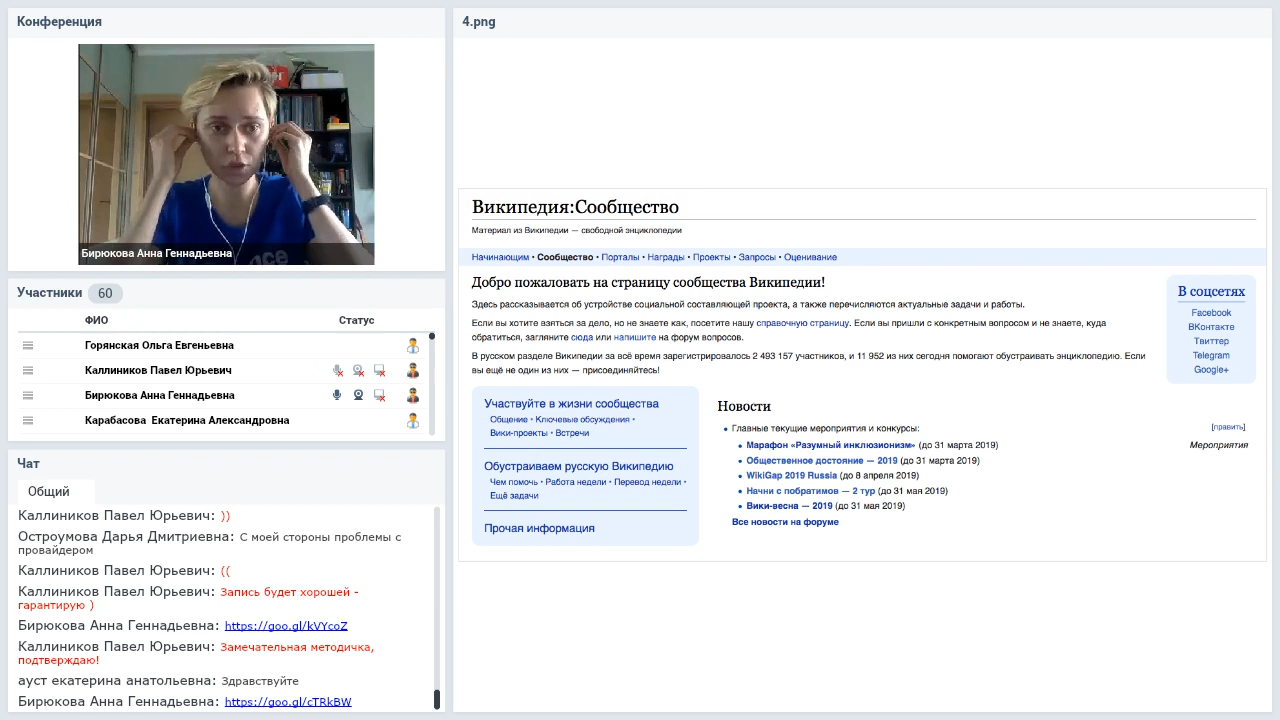 Конференция
Бирюкова Анна Геннадьевна
Участники 60
ФИО Статус
Горянская Ольга Евгеньевна
Каллиников Павел Юрьевич
Бирюкова Анна Геннадьевна
Карабасова Екатерина Александровна
Чат
Общий
Каллиников Павел Юрьевич: ))
Остроумова Дарья Дмитриевна: С моей стороны проблемы с
провайдером
Каллиников Павел Юрьевич: ((
Каллиников Павел Юрьевич: Запись будет хорошей -
гарантирую )
Бирюкова Анна Геннадьевна: https://goo.gl/kVYcoZ
Каллиников Павел Юрьевич: Замечательная методичка,
подтверждаю!
ауст екатерина анатольевна: Здравствуйте
Бирюкова Анна Геннадьевна: https://goo.gl/cTRkBW
4.png
Википедия:Сообщество
Материал из Википедии — свободной энциклопедии
Начинающим • Сообщество • Порталы • Награды • Проекты • Запросы • Оценивание
Добро пожаловать на страницу сообщества Википедии!
Здесь рассказывается об устройстве социальной составляющей проекта, а также перечисляются актуальные задачи и работы.
Если вы хотите взяться за дело, но не знаете как, посетите нашу справочную страницу. Если вы пришли с конкретным вопросом и не знаете, куда
обратиться, загляните сюда или напишите на форум вопросов.
В русском разделе Википедии за всё время зарегистрировалось 2 493 157 участников, и 11 952 из них сегодня помогают обустраивать энциклопедию. Если
вы ещё не один из них — присоединяйтесь!
В соцсетях
Facebook
ВКонтакте
Твиттер
Telegram
Google+
Участвуйте в жизни сообщества
Общение • Ключевые обсуждения •
Вики-проекты • Встречи
Обустраиваем русскую Википедию
Чем помочь • Работа недели • Перевод недели •
Ещё задачи
Прочая информация
Новости
• Главные текущие мероприятия и конкурсы:
• Марафон «Разумный инклюзионизм» (до 31 марта 2019)
• Общественное достояние — 2019 (до 31 марта 2019)
• WikiGap 2019 Russia (до 8 апреля 2019)
• Начни с побратимов — 2 тур (до 31 мая 2019)
• Вики-весна — 2019 (до 31 мая 2019)
Все новости на форуме
[править]
Мероприятия